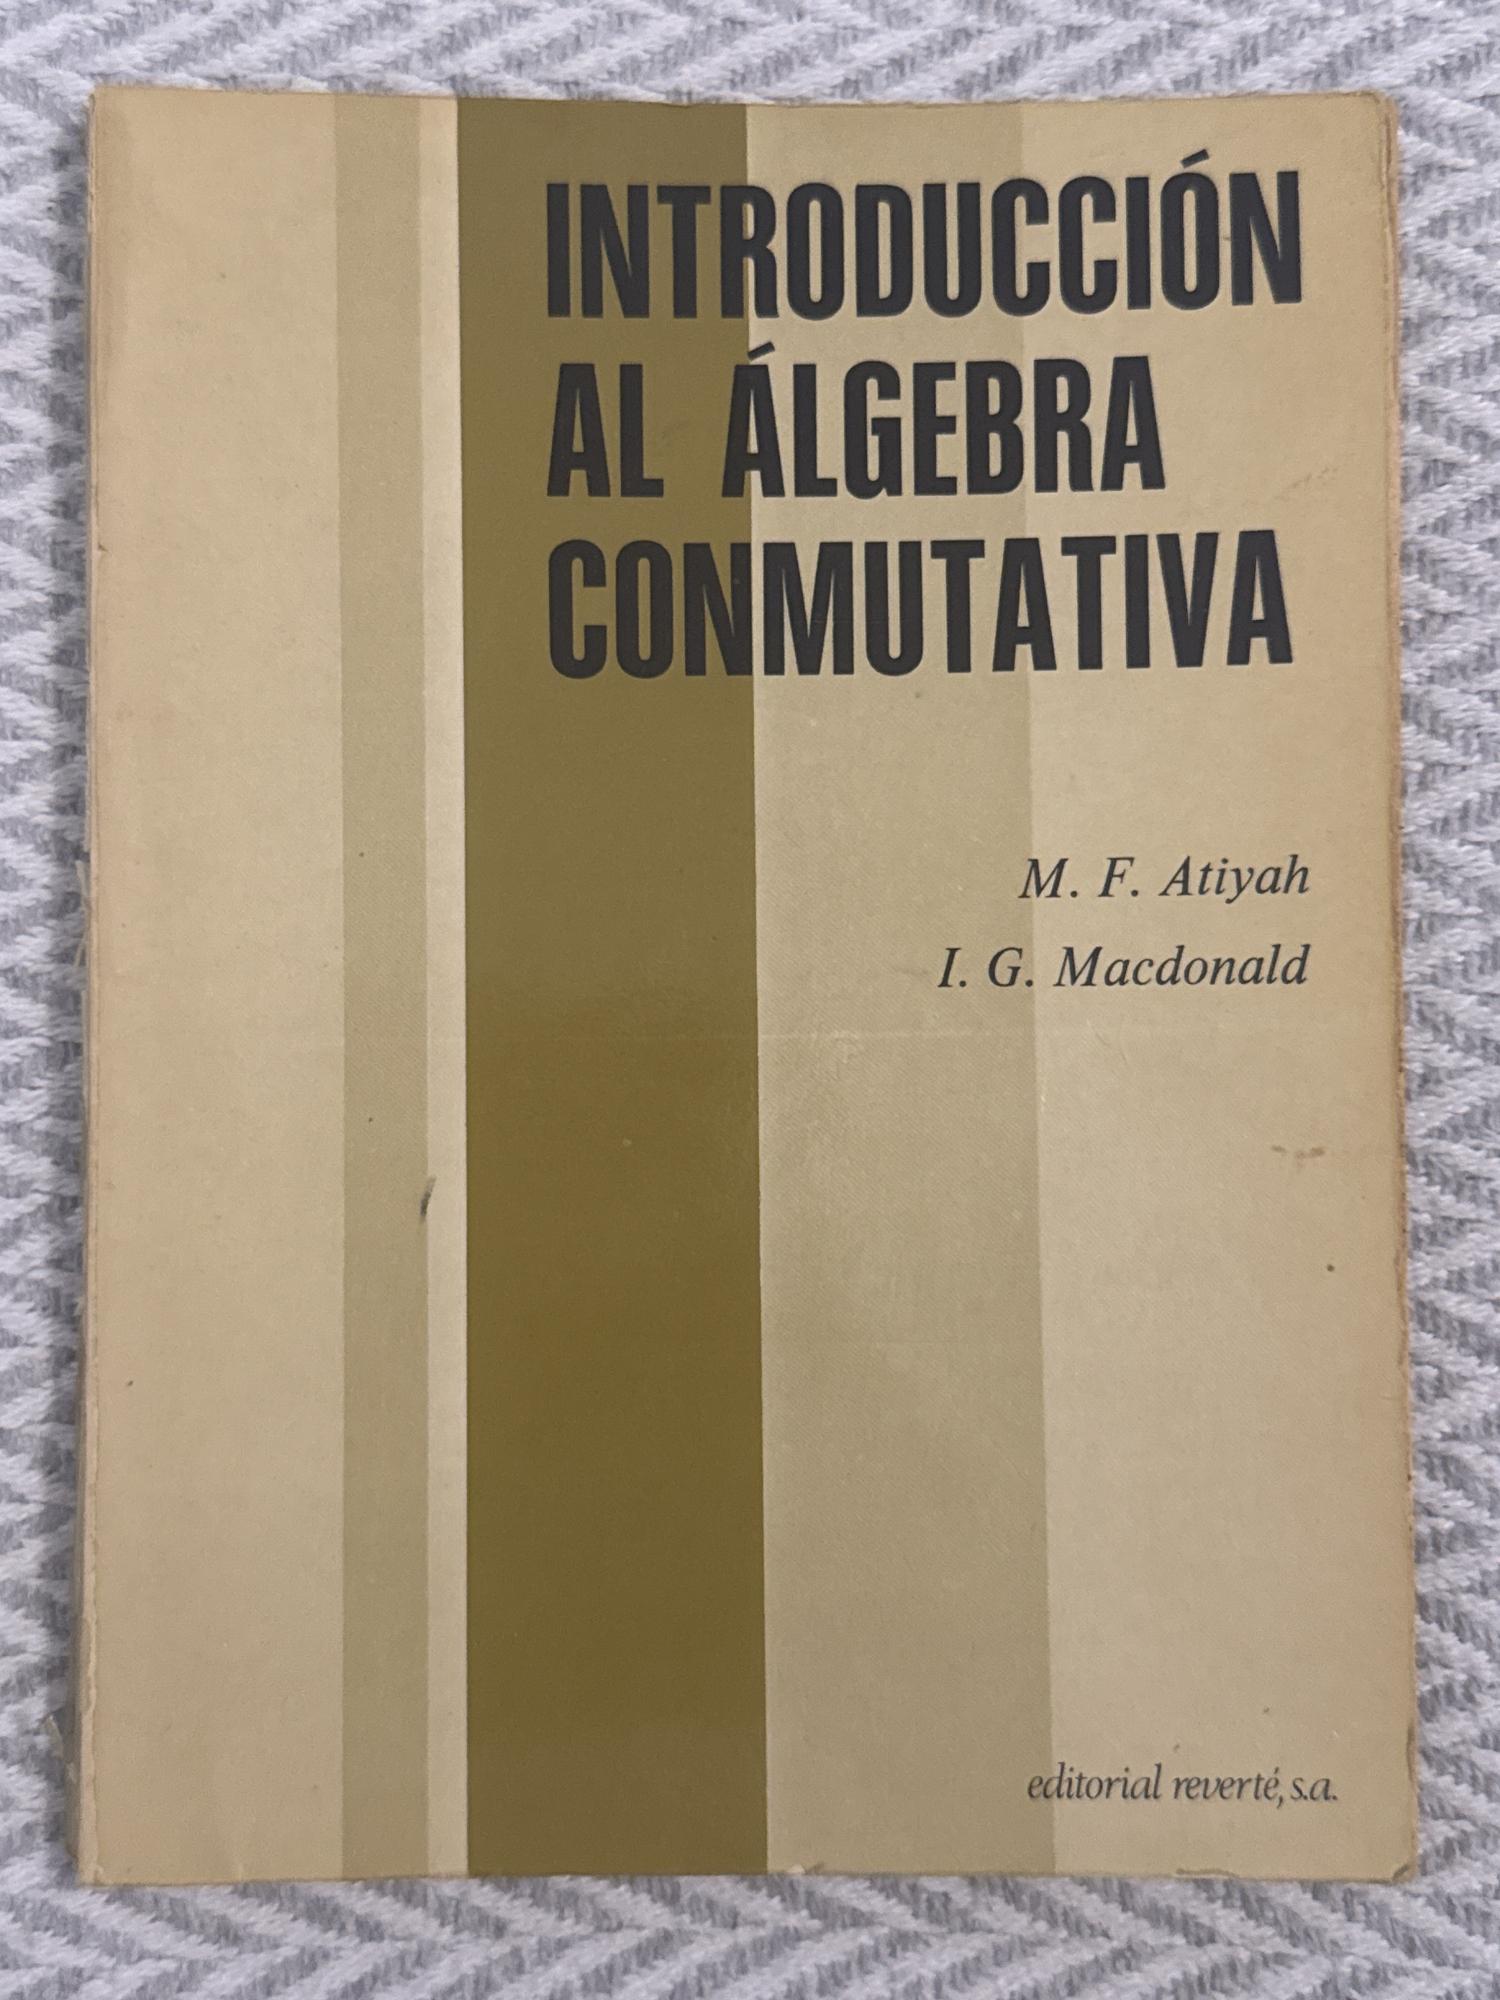 INTRODUCCIÓN
AL ÁLGEBRA
CONMUTATIVA
M. F. Atiyah
I. G. Macdonald
editorial reverté, s.a.